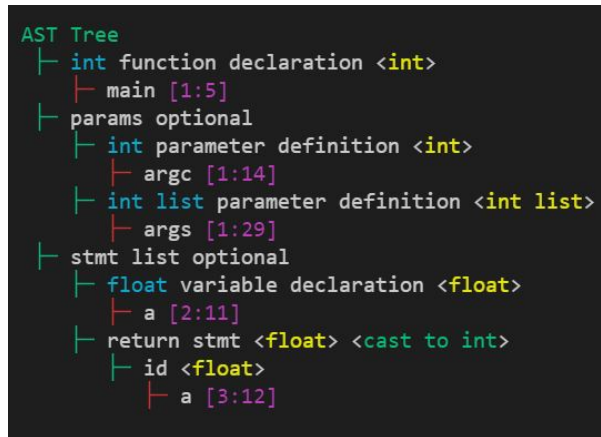 AST Tree
int function declaration <int>
main [1:5]
params optional
int parameter definition <int>
argc [1:14]
int list parameter definition <int list>
args [1:29]
stmt list optional
float variable declaration <float>
a [2:11]
return stmt <float> <cast to int>
id <float>
a [3:12]